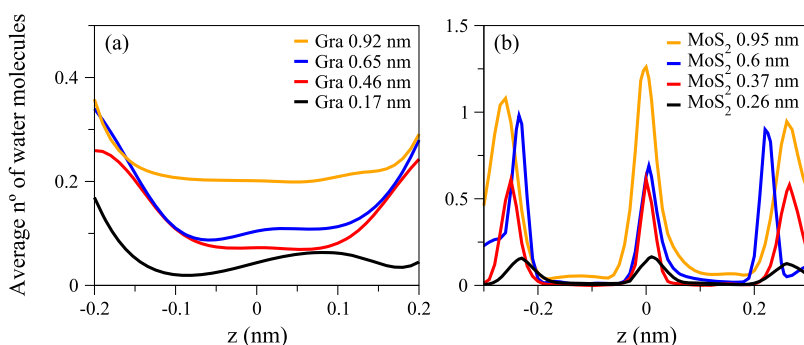 Average nº of water molecules
(a)
Gra 0.92 nm
Gra 0.65 nm
Gra 0.46 nm
Gra 0.17 nm
0.4
0.2
0
-0.2
-0.1
0
0.1
0.2
z (nm)
(b)
MoS2 0.95 nm
MoS2 0.6 nm
MoS2 0.37 nm
MoS2 0.26 nm
1.5
1
0.5
0
-0.2
0
0.2
z (nm)